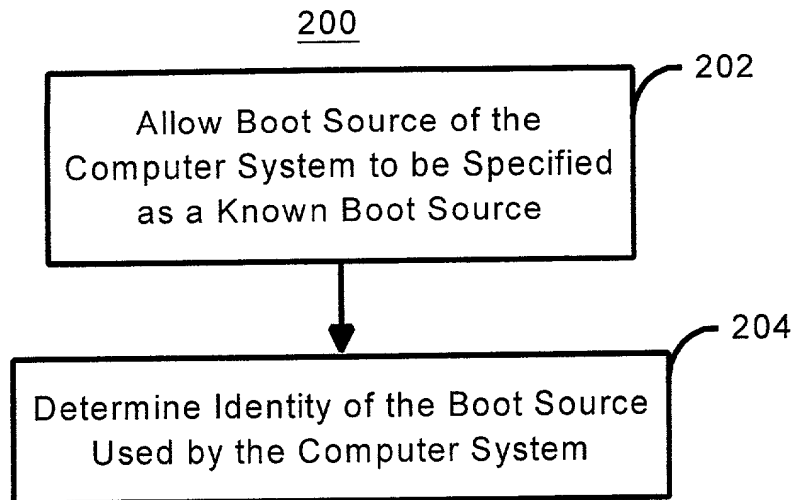 200
202
Allow Boot Source of the
Computer System to be Specified
as a Known Boot Source
204
Determine Identity of the Boot Source
Used by the Computer System